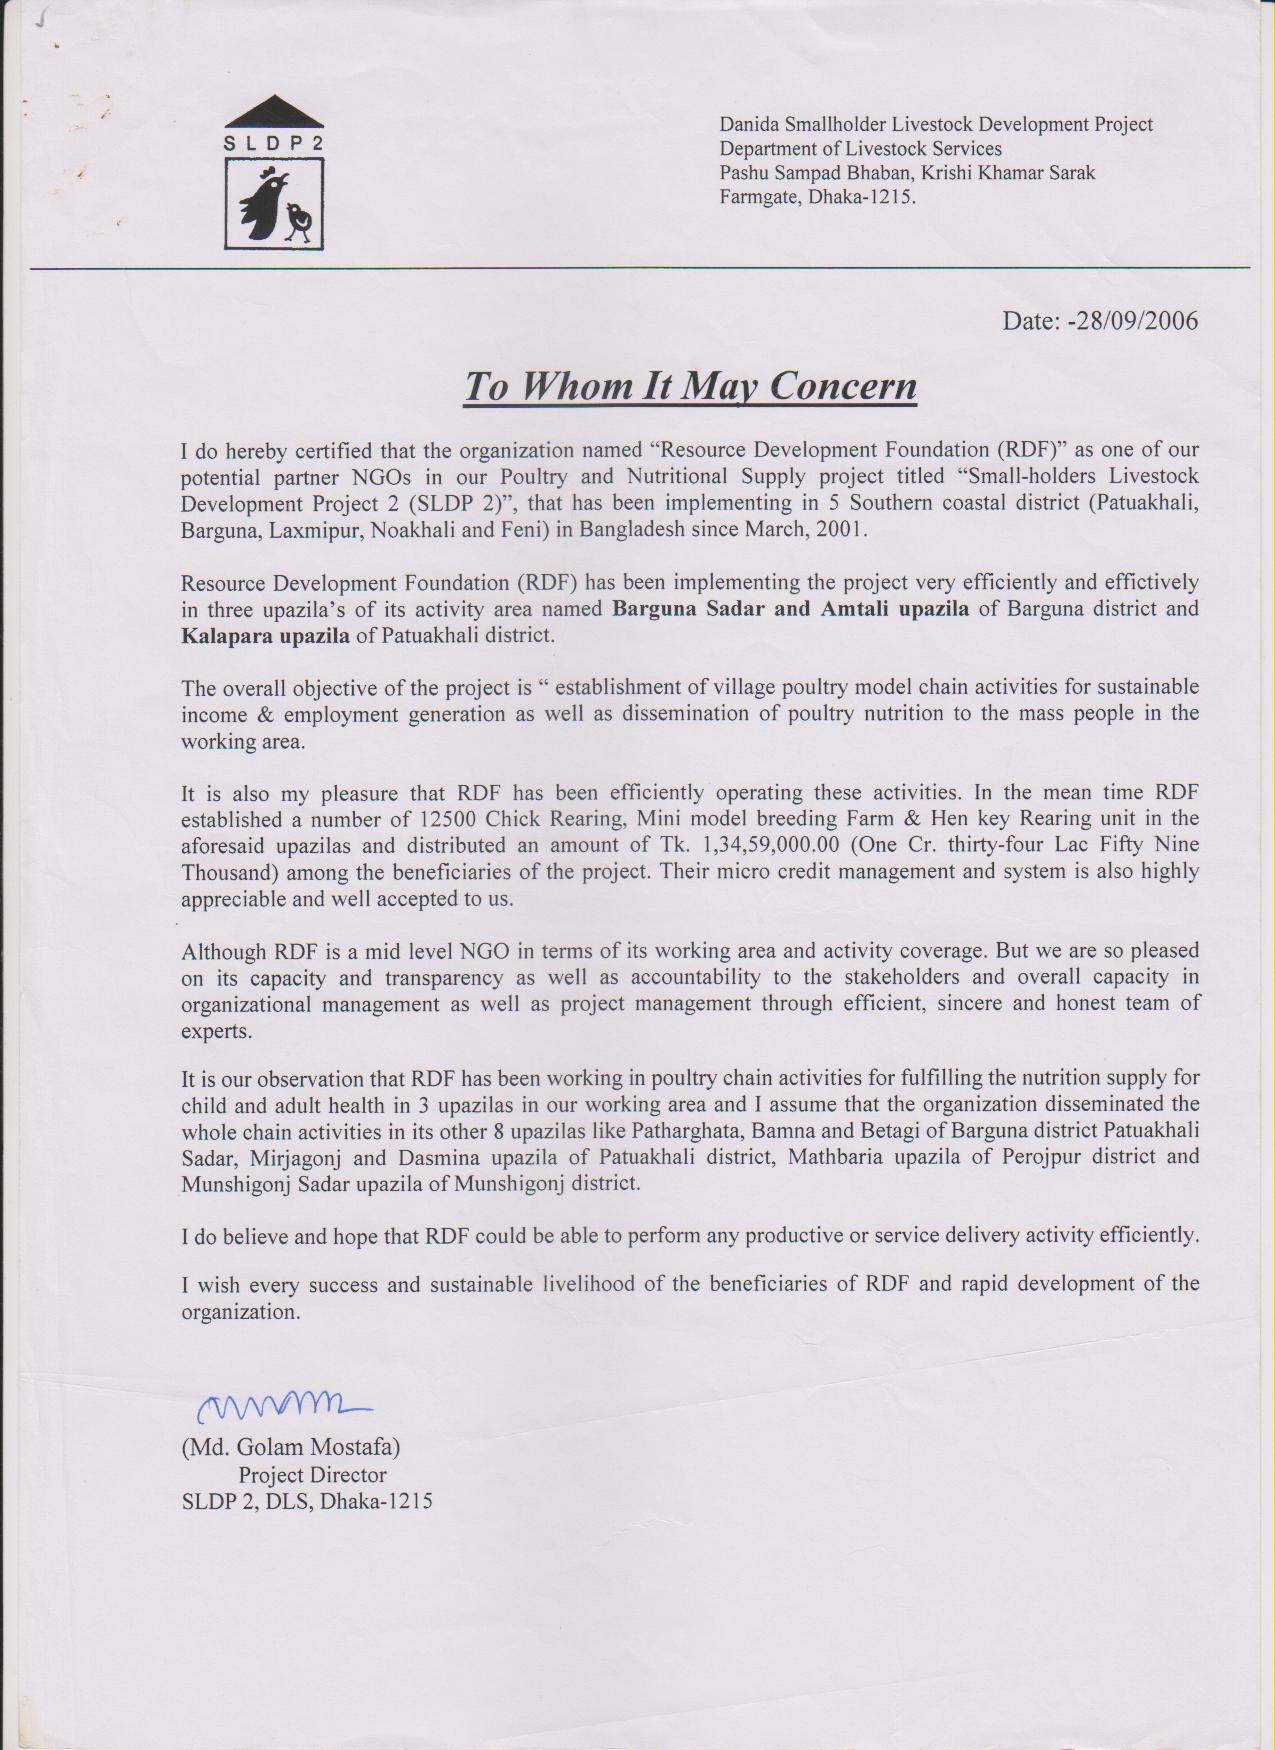 SLDP2
Danida Smallholder Livestock Development Project
Department of Livestock Services
Pashu Sampad Bhaban, Krishi Khamar Sarak
Farmgate, Dhaka-1215.
Date: -28/09/2006
To Whom It May Concern
I do hereby certified that the organization named “Resource Development Foundation (RDF)” as one of our
potential partner NGOs in our Poultry and Nutritional Supply project titled “Small-holders Livestock
Development Project 2 (SLDP 2)”, that has been implementing in 5 Southern coastal district (Patuakhali,
Barguna, Laxmipur, Noakhali and Feni) in Bangladesh since March, 2001.
Resource Development Foundation (RDF) has been implementing the project very efficiently and effictively
in three upazila’s of its activity area named Barguna Sadar and Amtali upazila of Barguna district and
Kalapara upazila of Patuakhali district.
The overall objective of the project is “ establishment of village poultry model chain activities for sustainable
income & employment generation as well as dissemination of poultry nutrition to the mass people in the
working area.
It is also my pleasure that RDF has been efficiently operating these activities. In the mean time RDF
established a number of 12500 Chick Rearing, Mini model breeding Farm & Hen key Rearing unit in the
aforesaid upazilas and distributed an amount of Tk. 1,34,59,000.00 (One Cr. thirty-four Lac Fifty Nine
Thousand) among the beneficiaries of the project. Their micro credit management and system is also highly
appreciable and well accepted to us.
Although RDF is a mid level NGO in terms of its working area and activity coverage. But we are so pleased
on its capacity and transparency as well as accountability to the stakeholders and overall capacity in
organizational management as well as project management through efficient, sincere and honest team of
experts.
It is our observation that RDF has been working in poultry chain activities for fulfilling the nutrition supply for
child and adult health in 3 upazilas in our working area and I assume that the organization disseminated the
whole chain activities in its other 8 upazilas like Patharghata, Bamna and Betagi of Barguna district Patuakhali
Sadar, Mirjagonj and Dasmina upazila of Patuakhali district, Mathbaria upazila of Perojpur district and
Munshigonj Sadar upazila of Munshigonj district.
I do believe and hope that RDF could be able to perform any productive or service delivery activity efficiently.
I wish every success and sustainable livelihood of the beneficiaries of RDF and rapid development of the
organization.
(Md. Golam Mostafa)
Project Director
SLDP 2, DLS, Dhaka-1215